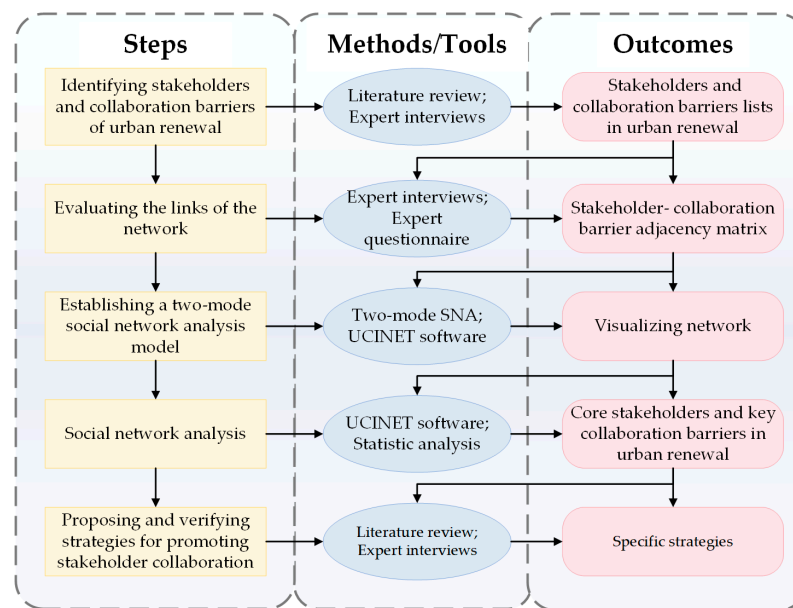 Steps
Methods/Tools
Outcomes
Identifying stakeholders
and collaboration barriers
of urban renewal
Literature review;
Expert interviews
Stakeholders and
collaboration barriers lists
in urban renewal
Evaluating the links of the
network
Expert interviews;
Expert
questionnaire
Stakeholder- collaboration
barrier adjacency matrix
Establishing a two-mode
social network analysis
model
Two-mode SNA;
UCINET software
Visualizing network
Social network analysis
UCINET software;
Statistic analysis
Core stakeholders and key
collaboration barriers in
urban renewal
Proposing and verifying
strategies for promoting
stakeholder collaboration
Literature review;
Expert interviews
Specific strategies